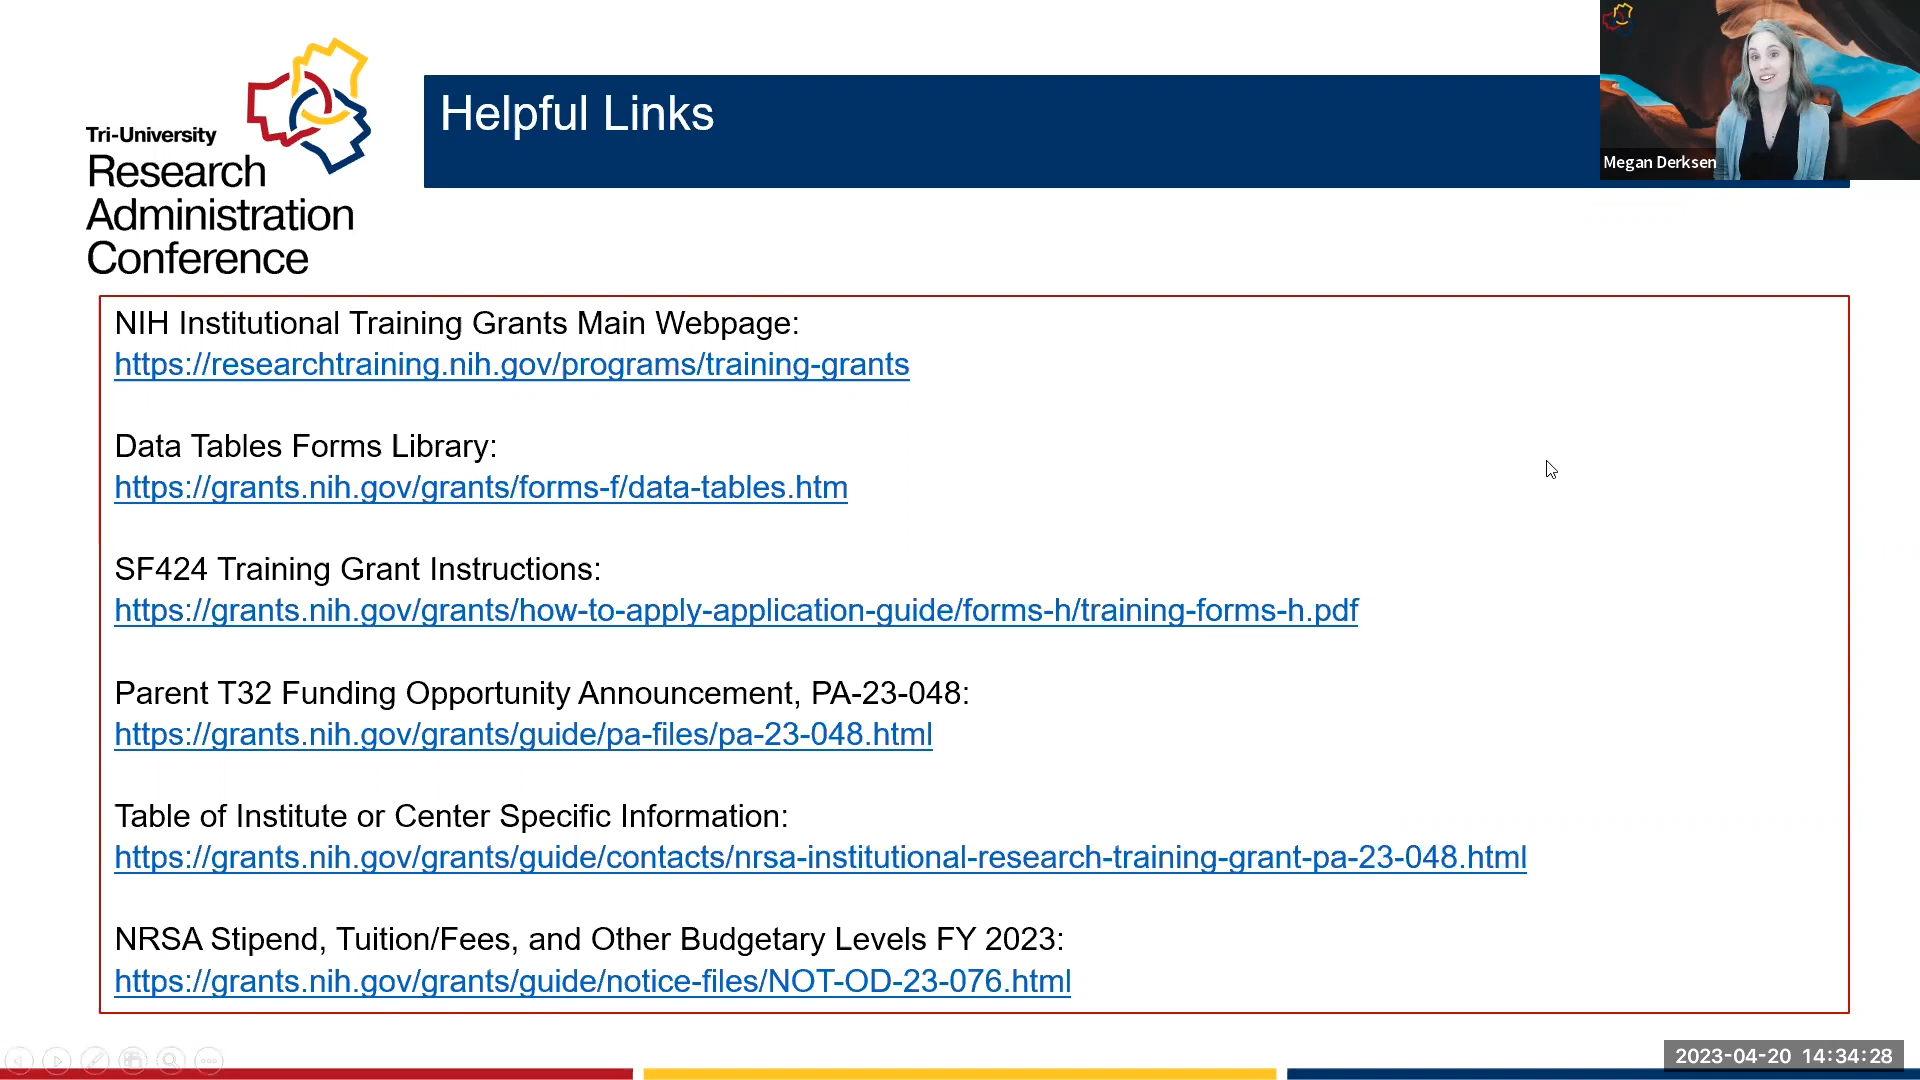 Tri-University
Research
Administration
Conference
Helpful Links
Megan Derksen
NIH Institutional Training Grants Main Webpage:
https://researchtraining.nih.gov/programs/training-grants
Data Tables Forms Library:
https://grants.nih.gov/grants/forms-f/data-tables.htm
SF424 Training Grant Instructions:
https://grants.nih.gov/grants/how-to-apply-application-guide/forms-h/training-forms-h.pdf
Parent T32 Funding Opportunity Announcement, PA-23-048:
https://grants.nih.gov/grants/guide/pa-files/pa-23-048.html
Table of Institute or Center Specific Information:
https://grants.nih.gov/grants/guide/contacts/nrsa-institutional-research-training-grant-pa-23-048.html
NRSA Stipend, Tuition/Fees, and Other Budgetary Levels FY 2023:
https://grants.nih.gov/grants/guide/notice-files/NOT-OD-23-076.html
2023-04-20 14:34:28